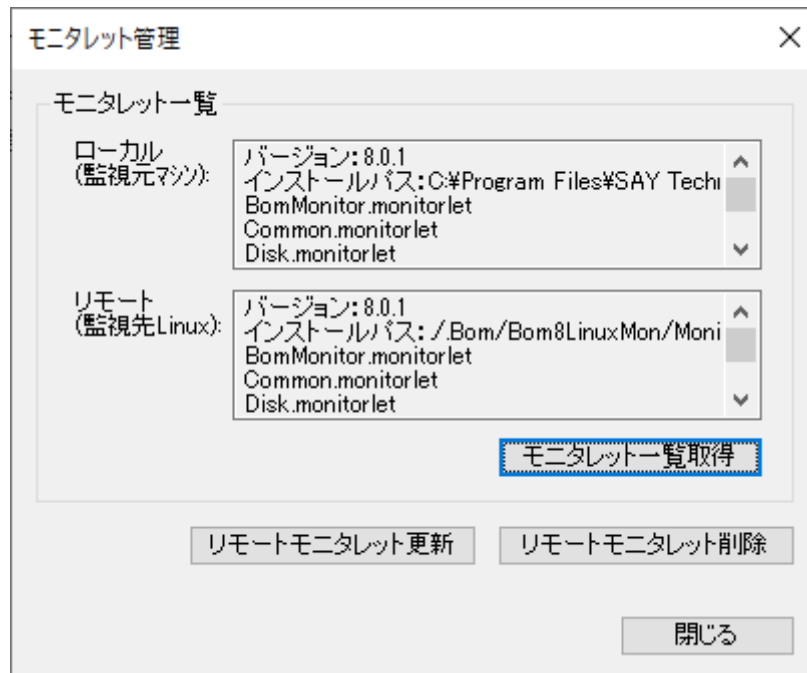 モニタレット管理
モニタレット一覧
ローカル
(監視元マシン):
バージョン:8.0.1
インストールパス:C:¥Program Files¥SAY Techn
BomMonitor.monitorlet
Common.monitorlet
Disk.monitorlet
リモート
(監視先Linux):
バージョン:8.0.1
インストールパス:./.Bom/Bom8LinuxMon/Moni
BomMonitor.monitorlet
Common.monitorlet
Disk.monitorlet
モニタレット一覧取得
リモートモニタレット更新
リモートモニタレット削除
閉じる